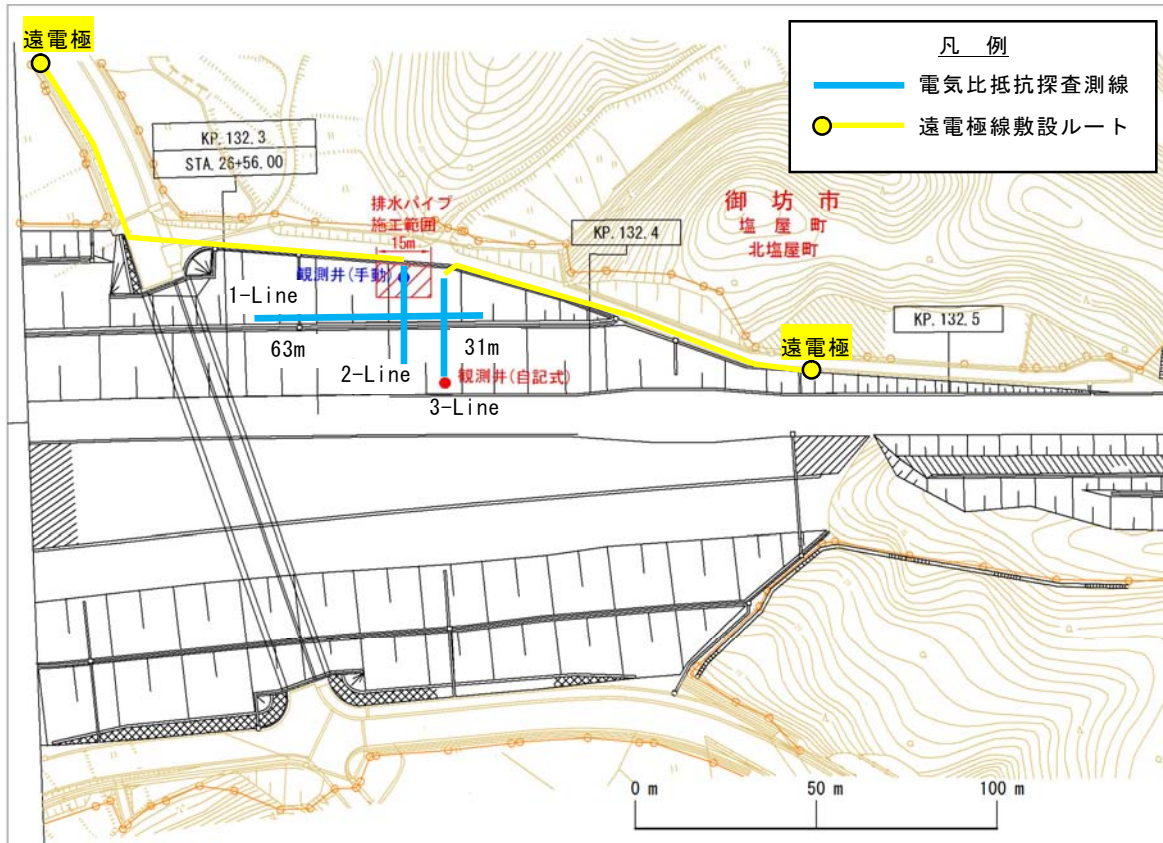 遠電極
凡 例
電気比抵抗探査測線
遠電極線敷設ルート
KP.132.3
STA.26+56.00
排水パイプ
施工範囲
15m
御 坊 市
塩 屋 町
北塩屋町
KP.132.4
観測井(手動)
1-Line
KP.132.5
63m
31m
遠電極
2-Line
観測井(自記式)
3-Line
0 m
50 m
100 m